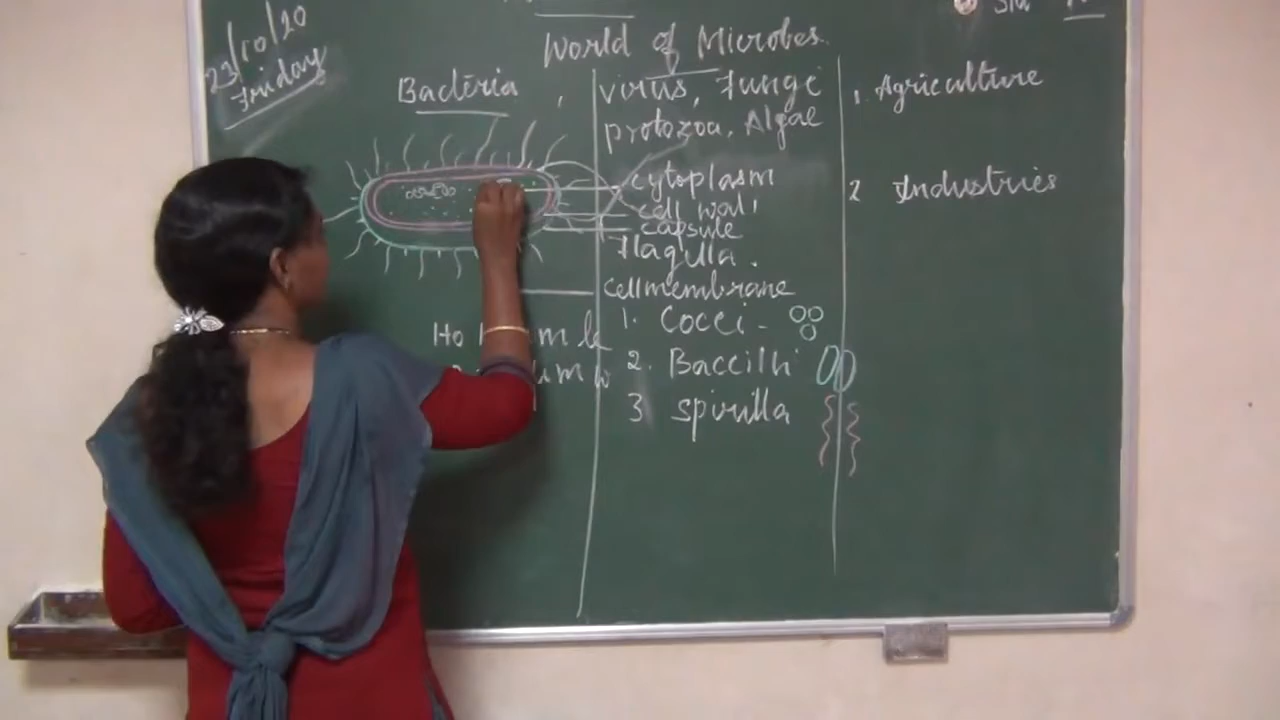 23/10/20
Friday
World of Microbes
Bacteria, virus, Fungi
protozoa, Algae
cytoplasm
cell wall
capsule
Flagella.
cellmembrane
1. Cocci -
2. Baccilli
3 spirilla
1. Agriculture
2 Industries